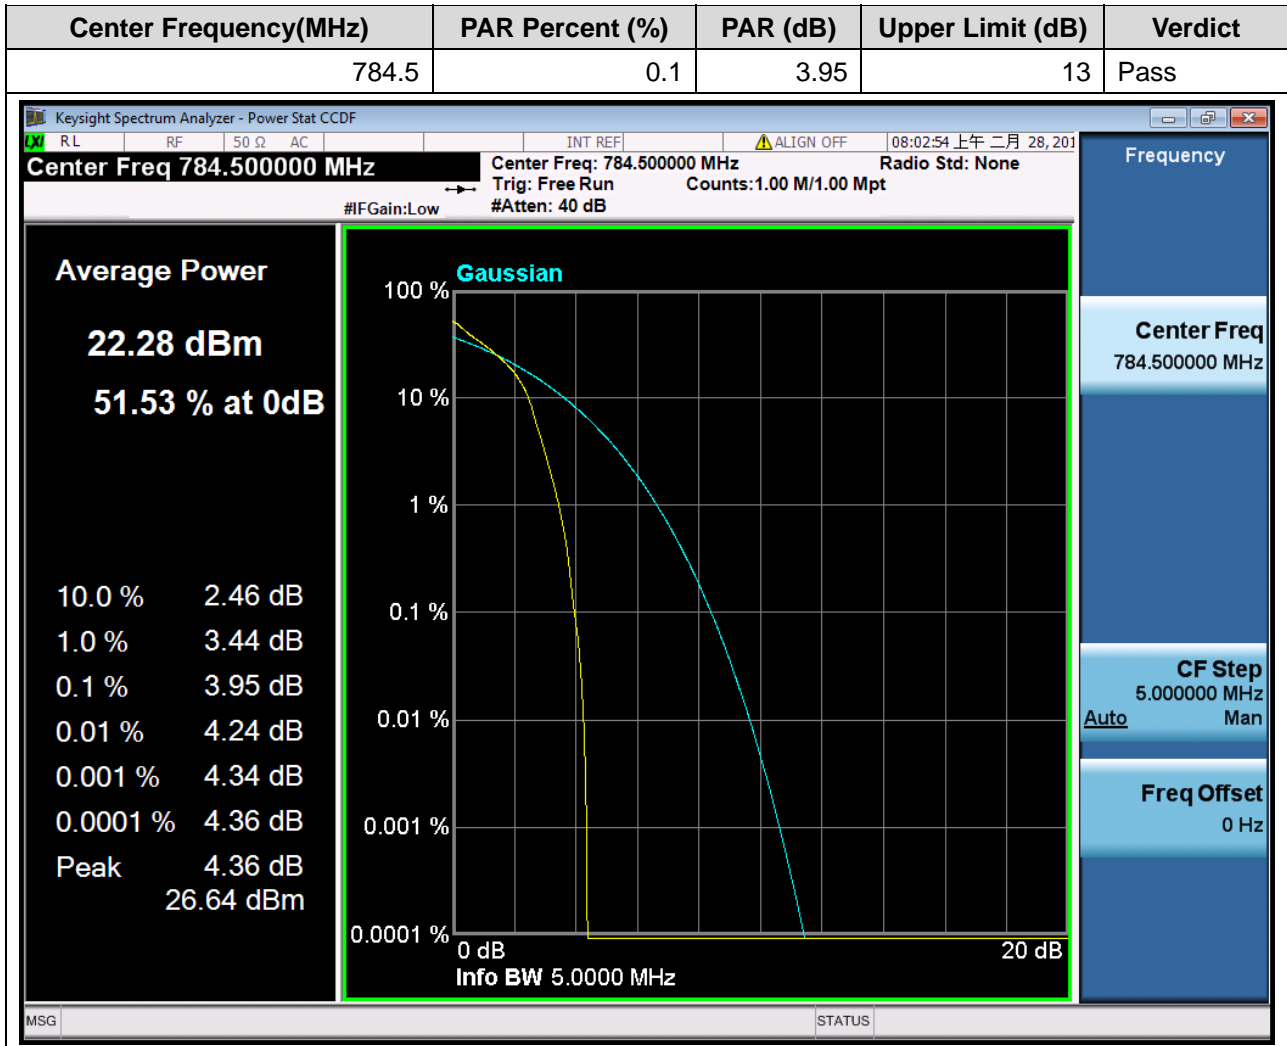 Center Frequency(MHz) PAR Percent (%) PAR (dB) Upper Limit (dB) Verdict
784.5 0.1 3.95 13 Pass
Keysight Spectrum Analyzer - Power Stat CCDF
LXI RL RF 50 Ω AC INT REF ALIGN OFF 08:02:54 上午 二月 28, 201
Center Freq 784.500000 MHz
Center Freq: 784.500000 MHz Radio Std: None
Trig: Free Run Counts:1.00 M/1.00 Mpt
#IFGain:Low #Atten: 40 dB
Average Power
22.28 dBm
51.53 % at 0dB
10.0 % 2.46 dB
1.0 % 3.44 dB
0.1 % 3.95 dB
0.01 % 4.24 dB
0.001 % 4.34 dB
0.0001 % 4.36 dB
Peak 4.36 dB
26.64 dBm
Gaussian
100 %
10 %
1 %
0.1 %
0.01 %
0.001 %
0.0001 %
0 dB 20 dB
Info BW 5.0000 MHz
Frequency
Center Freq
784.500000 MHz
CF Step
5.000000 MHz
Auto Man
Freq Offset
0 Hz
MSG STATUS